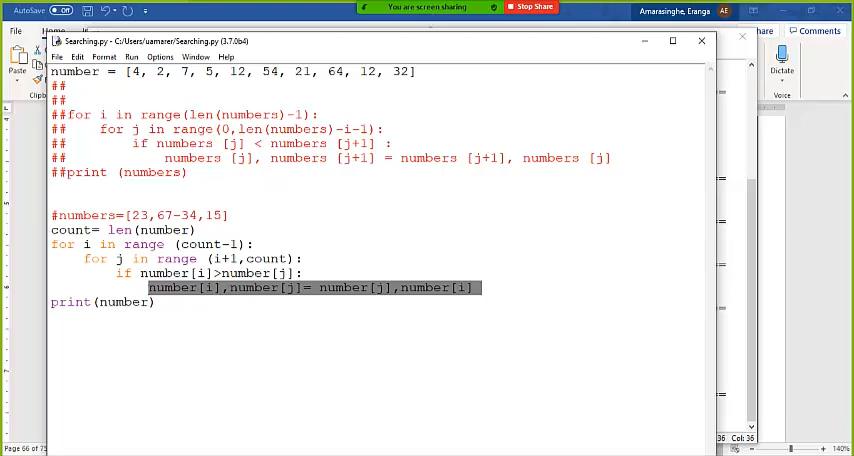 AutoSave Off
You are screen sharing
Stop Share
Amarasinghe, Eranga AE
File
Paste
Share Comments
Dictate
Voice
Searching.py - C:/Users/uamarer/Searching.py (3.7.0b4)
File Edit Format Run Options Window Help
number = [4, 2, 7, 5, 12, 54, 21, 64, 12, 32]
##
##
##for i in range(len(numbers)-1):
##    for j in range(0,len(numbers)-i-1):
##        if numbers [j] < numbers [j+1] :
##            numbers [j], numbers [j+1] = numbers [j+1], numbers [j]
##print (numbers)
#numbers=[23,67-34,15]
count= len(number)
for i in range (count-1):
    for j in range (i+1,count):
        if number[i]>number[j]:
            number[i],number[j]= number[j],number[i]
print(number)
36 Col: 36
Page 66 of 75
140%